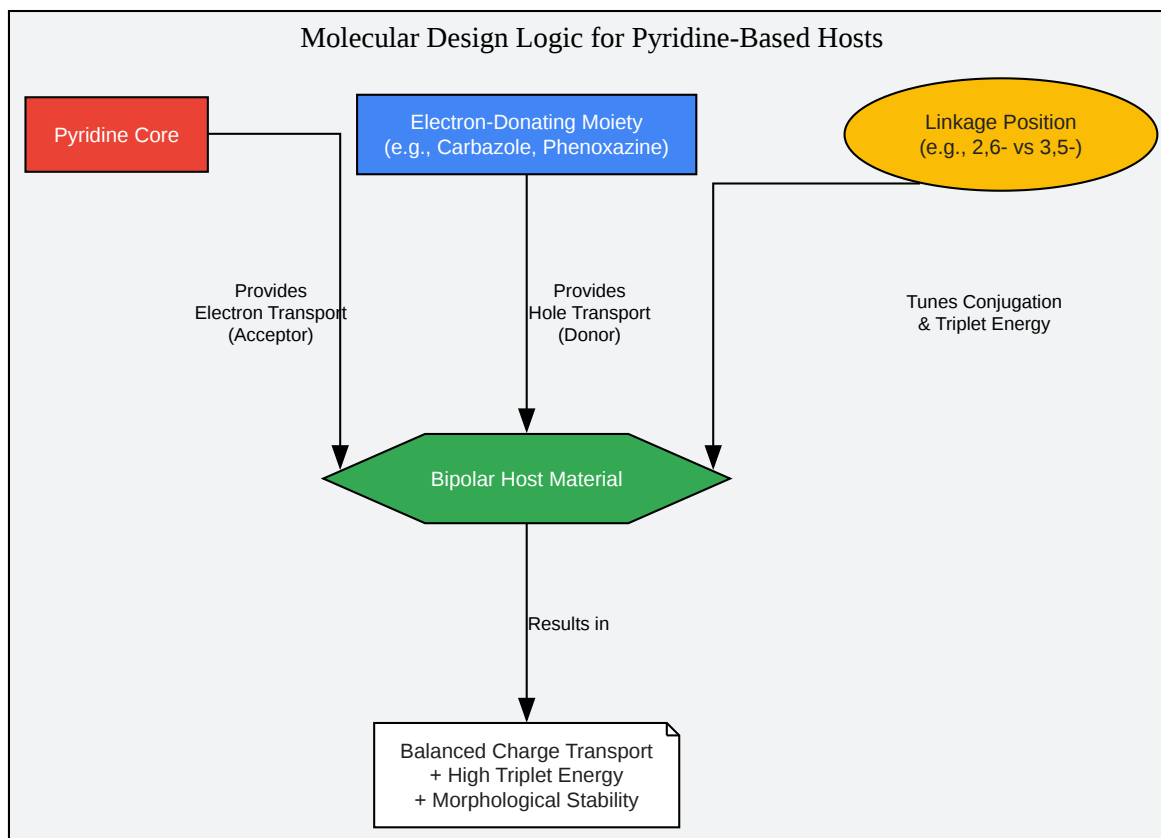 Molecular Design Logic for Pyridine-Based Hosts
Pyridine Core
Electron-Donating Moiety
(e.g., Carbazole, Phenoxazine)
Linkage Position
(e.g., 2,6- vs 3,5-)
Provides
Electron Transport
(Acceptor)
Provides
Hole Transport
(Donor)
Tunes Conjugation
& Triplet Energy
Bipolar Host Material
Results in
Balanced Charge Transport
+ High Triplet Energy
+ Morphological Stability